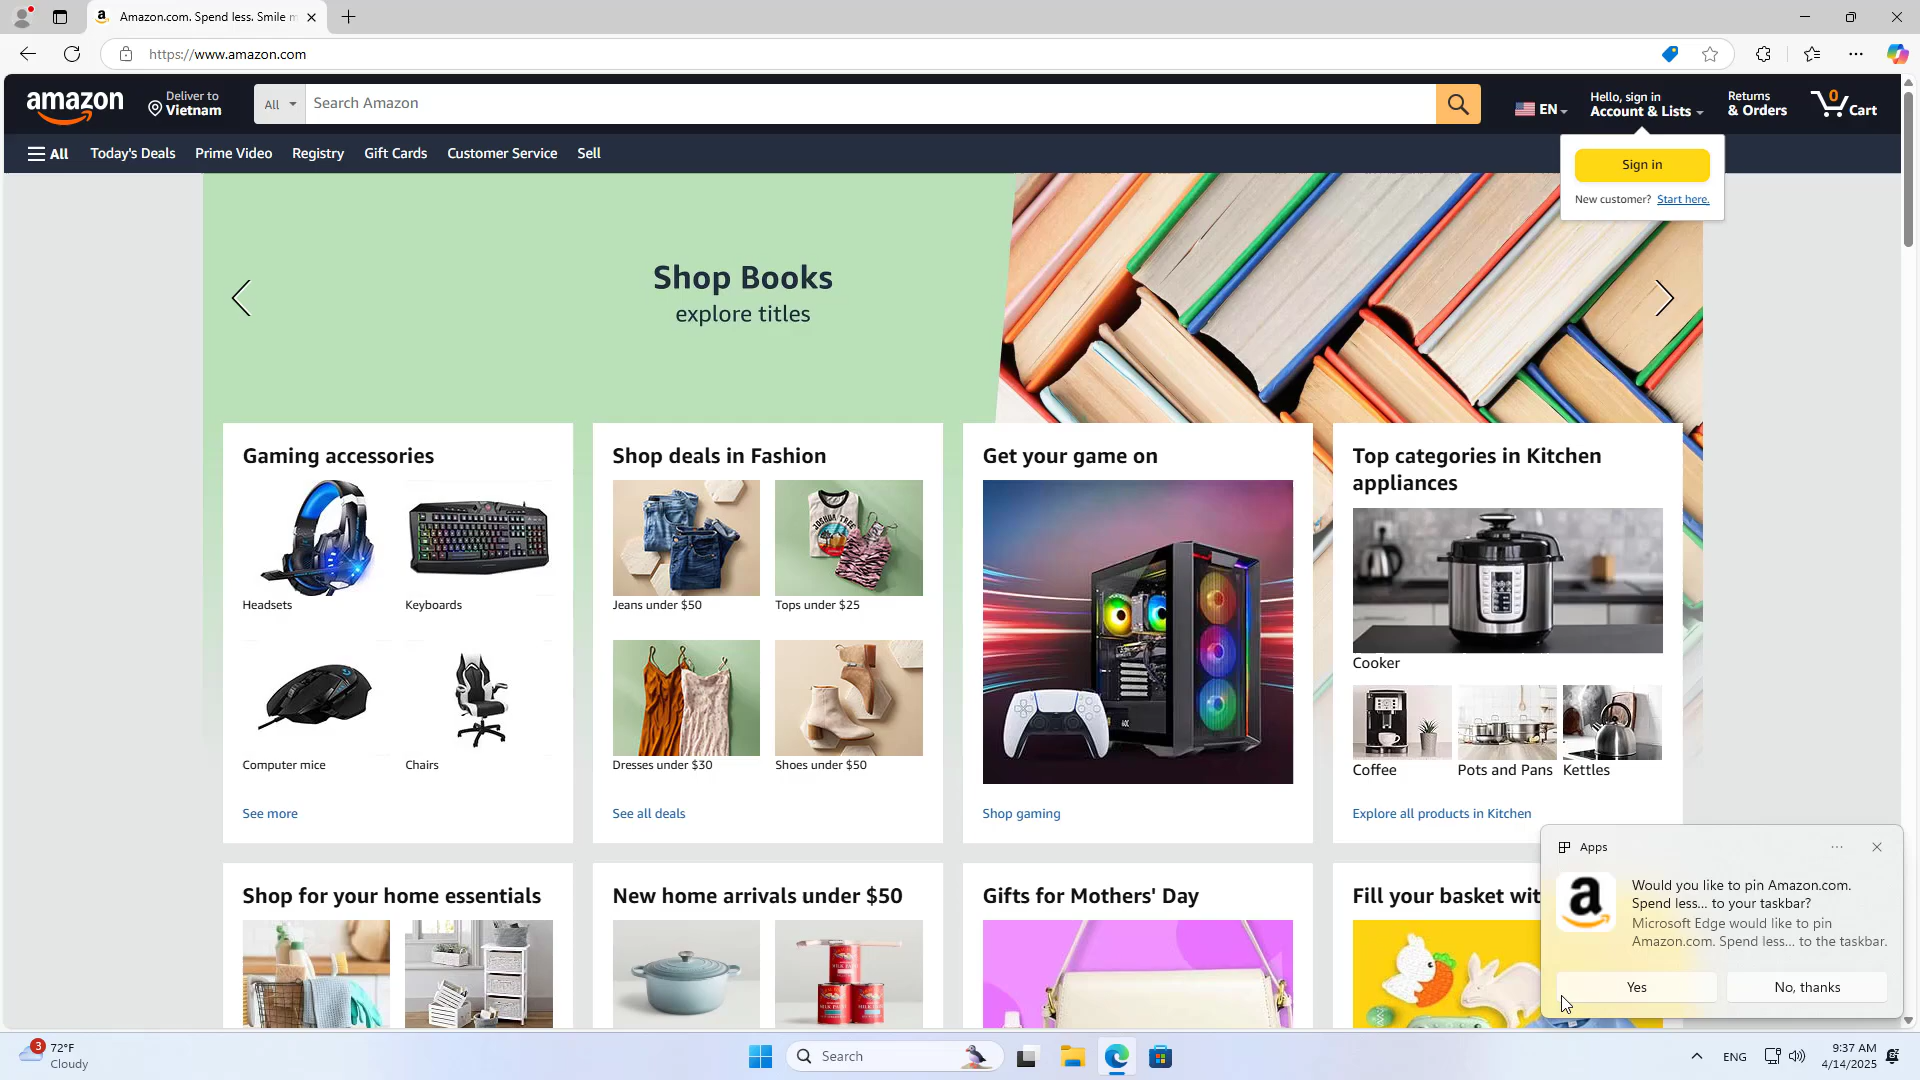 Amazon.com. Spend less. Smile m
https://www.amazon.com
amazon
Deliver to
Vietnam
All
Search Amazon
EN
Hello, sign in
Account & Lists
Returns
& Orders
0
Cart
All
Today's Deals
Prime Video
Registry
Gift Cards
Customer Service
Sell
Sign in
New customer? Start here.
Shop Books
explore titles
Gaming accessories
Headsets
Keyboards
Computer mice
Chairs
See more
Shop deals in Fashion
JOSHUA TREE
Jeans under $50
Tops under $25
Dresses under $30
Shoes under $50
See all deals
Get your game on
Shop gaming
Top categories in Kitchen
appliances
Cooker
Coffee
Pots and Pans
Kettles
Explore all products in Kitchen
Shop for your home essentials
New home arrivals under $50
Gifts for Mothers' Day
Fill your basket wit
Apps
Would you like to pin Amazon.com.
Spend less... to your taskbar?
Microsoft Edge would like to pin
Amazon.com. Spend less... to the taskbar.
Yes
No, thanks
3
72°F
Cloudy
Search
ENG
9:37 AM
4/14/2025